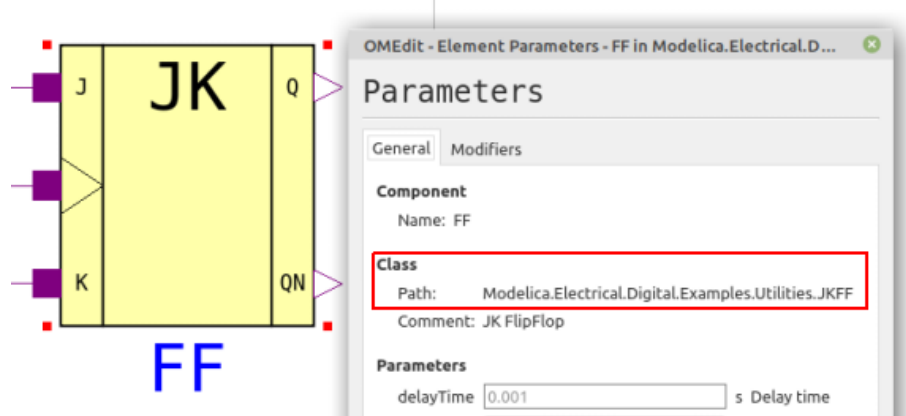 J
JK
Q
K
QN
FF
OMEdit - Element Parameters - FF in Modelica.Electrical.D...
Parameters
General Modifiers
Component
Name: FF
Class
Path: Modelica.Electrical.Digital.Examples.Utilities.JKFF
Comment: JK FlipFlop
Parameters
delayTime 0.001 s Delay time